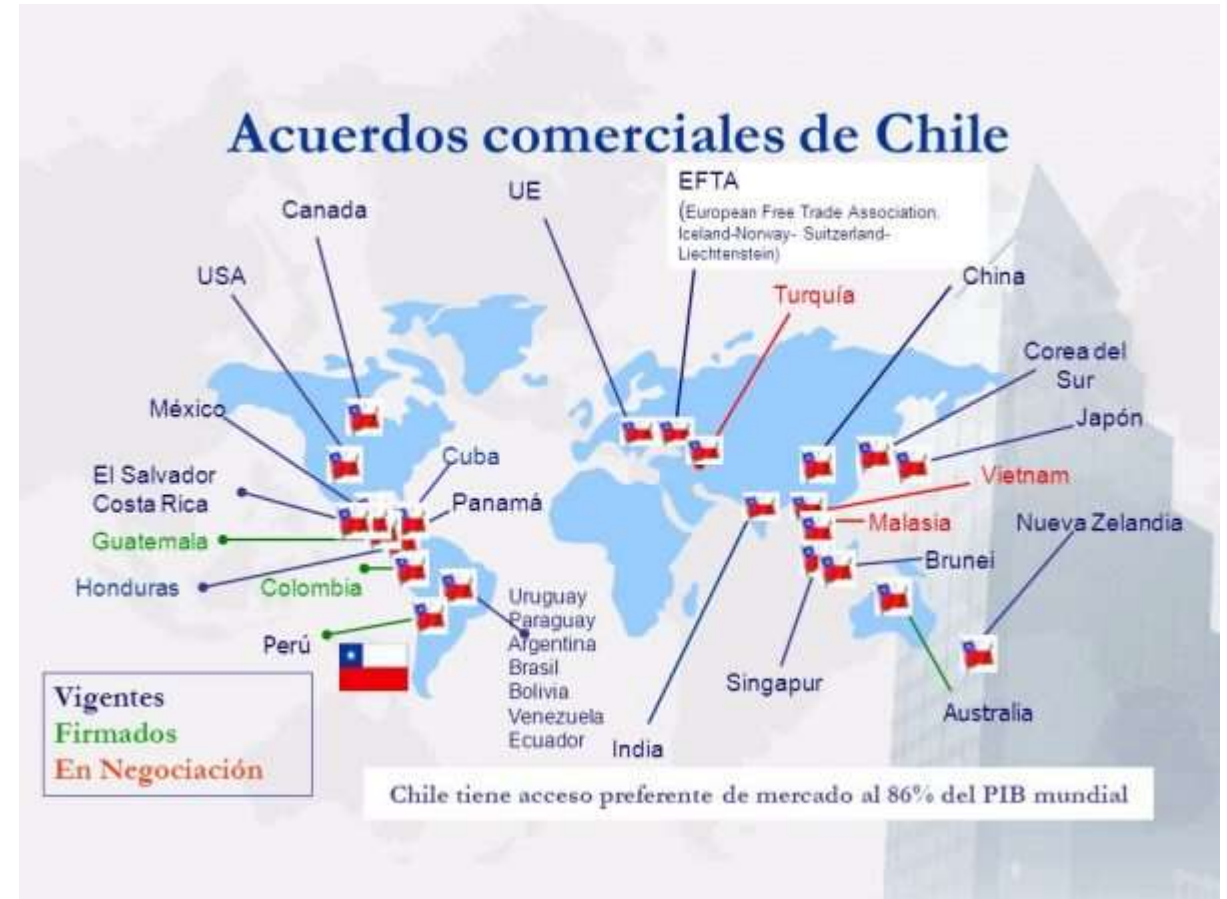 Acuerdos comerciales de Chile
UE
EFTA
(European Free Trade Association.
Iceland-Norway- Suitzerland-
Liechtenstein)
Canada
USA
China
Turquía
Corea del
Sur
México
Japón
Cuba
El Salvador
Costa Rica
Panamá
Vietnam
Malasia
Nueva Zelandia
Guatemala
Honduras
Colombia
Brunei
Perú
Uruguay
Paraguay
Argentina
Brasil
Bolivia
Venezuela
Ecuador
Singapur
Australia
India
Vigentes
Firmados
En Negociación
Chile tiene acceso preferente de mercado al 86% del PIB mundial